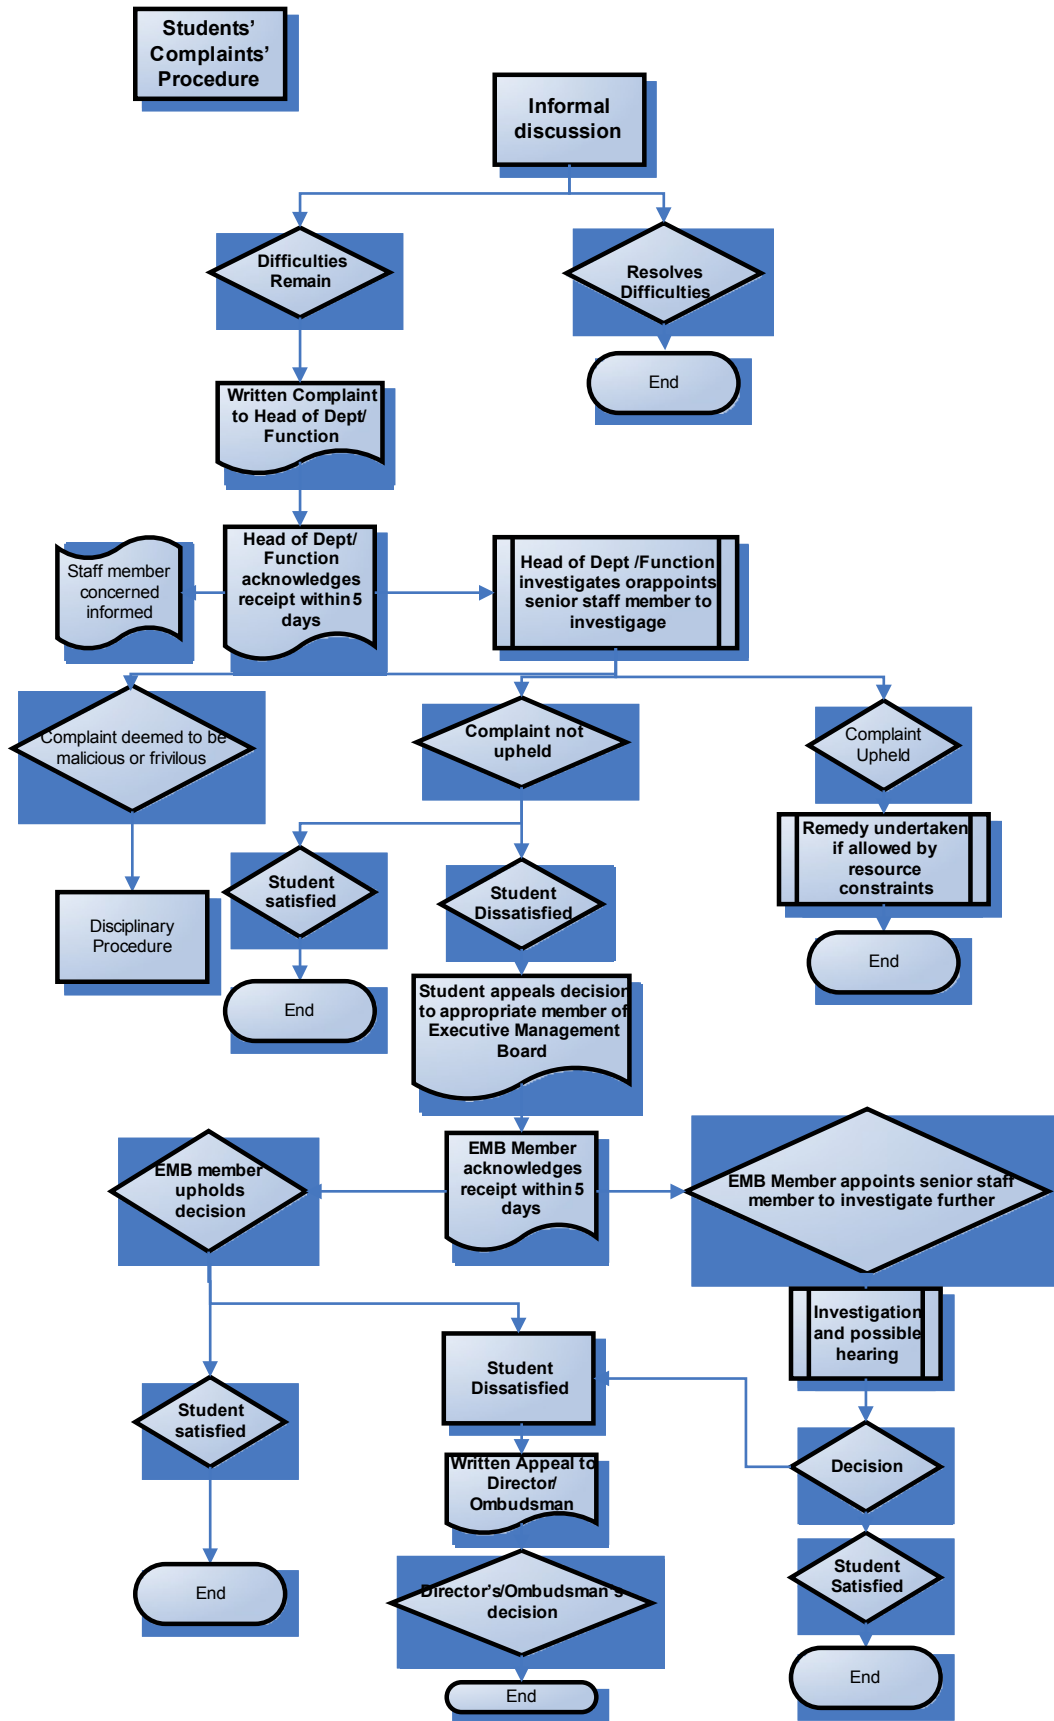 Students’
Complaints’
Procedure
Informal
discussion
Difficulties
Remain
Resolves
Difficulties
End
Written Complaint
to Head of Dept/
Function
Head of Dept/
Function
acknowledges
receipt within 5
days
Staff member
concerned
informed
Head of Dept /Function
investigates orappoints
senior staff member to
investigage
Complaint deemed to be
malicious or frivilous
Complaint not
upheld
Complaint
Upheld
Remedy undertaken
if allowed by
resource
constraints
Student
satisfied
Student
Dissatisfied
Disciplinary
Procedure
End
End
Student appeals decision
to appropriate member of
Executive Management
Board
EMB member
upholds
decision
EMB Member
acknowledges
receipt within 5
days
EMB Member appoints senior staff
member to investigate further
Investigation
and possible
hearing
Student
Dissatisfied
Student
satisfied
Decision
Written Appeal to
Director/
Ombudsman
Student
Satisfied
End
Director’s/Ombudsman’s
decision
End
End